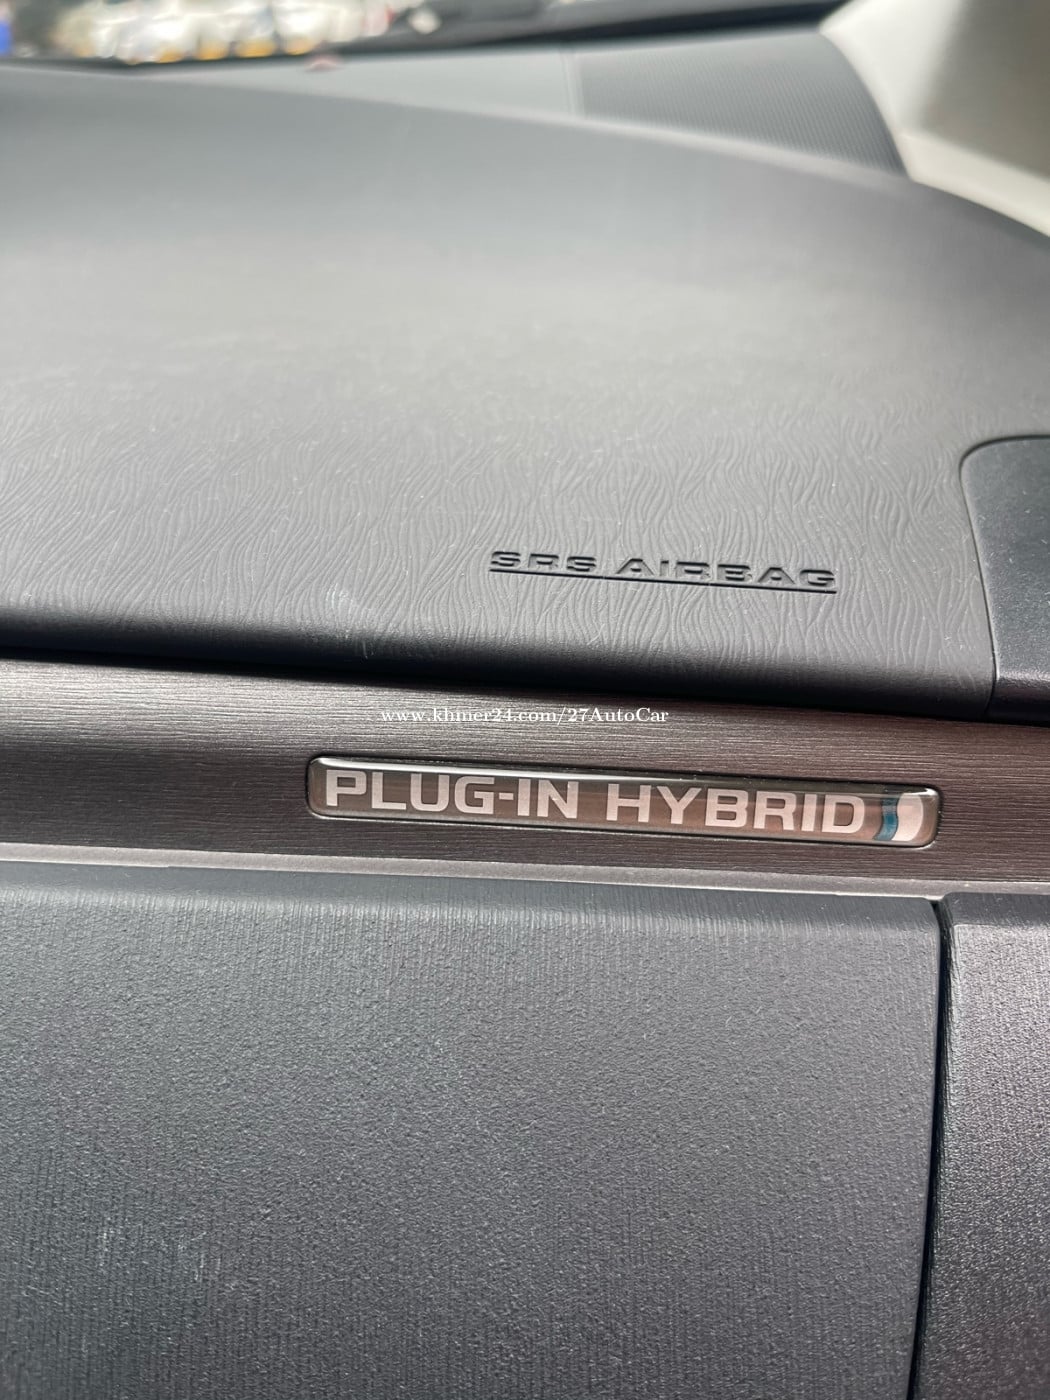 SRS AIRBAG
www.khmer24.com/27AutoCar
PLUG-IN HYBRID